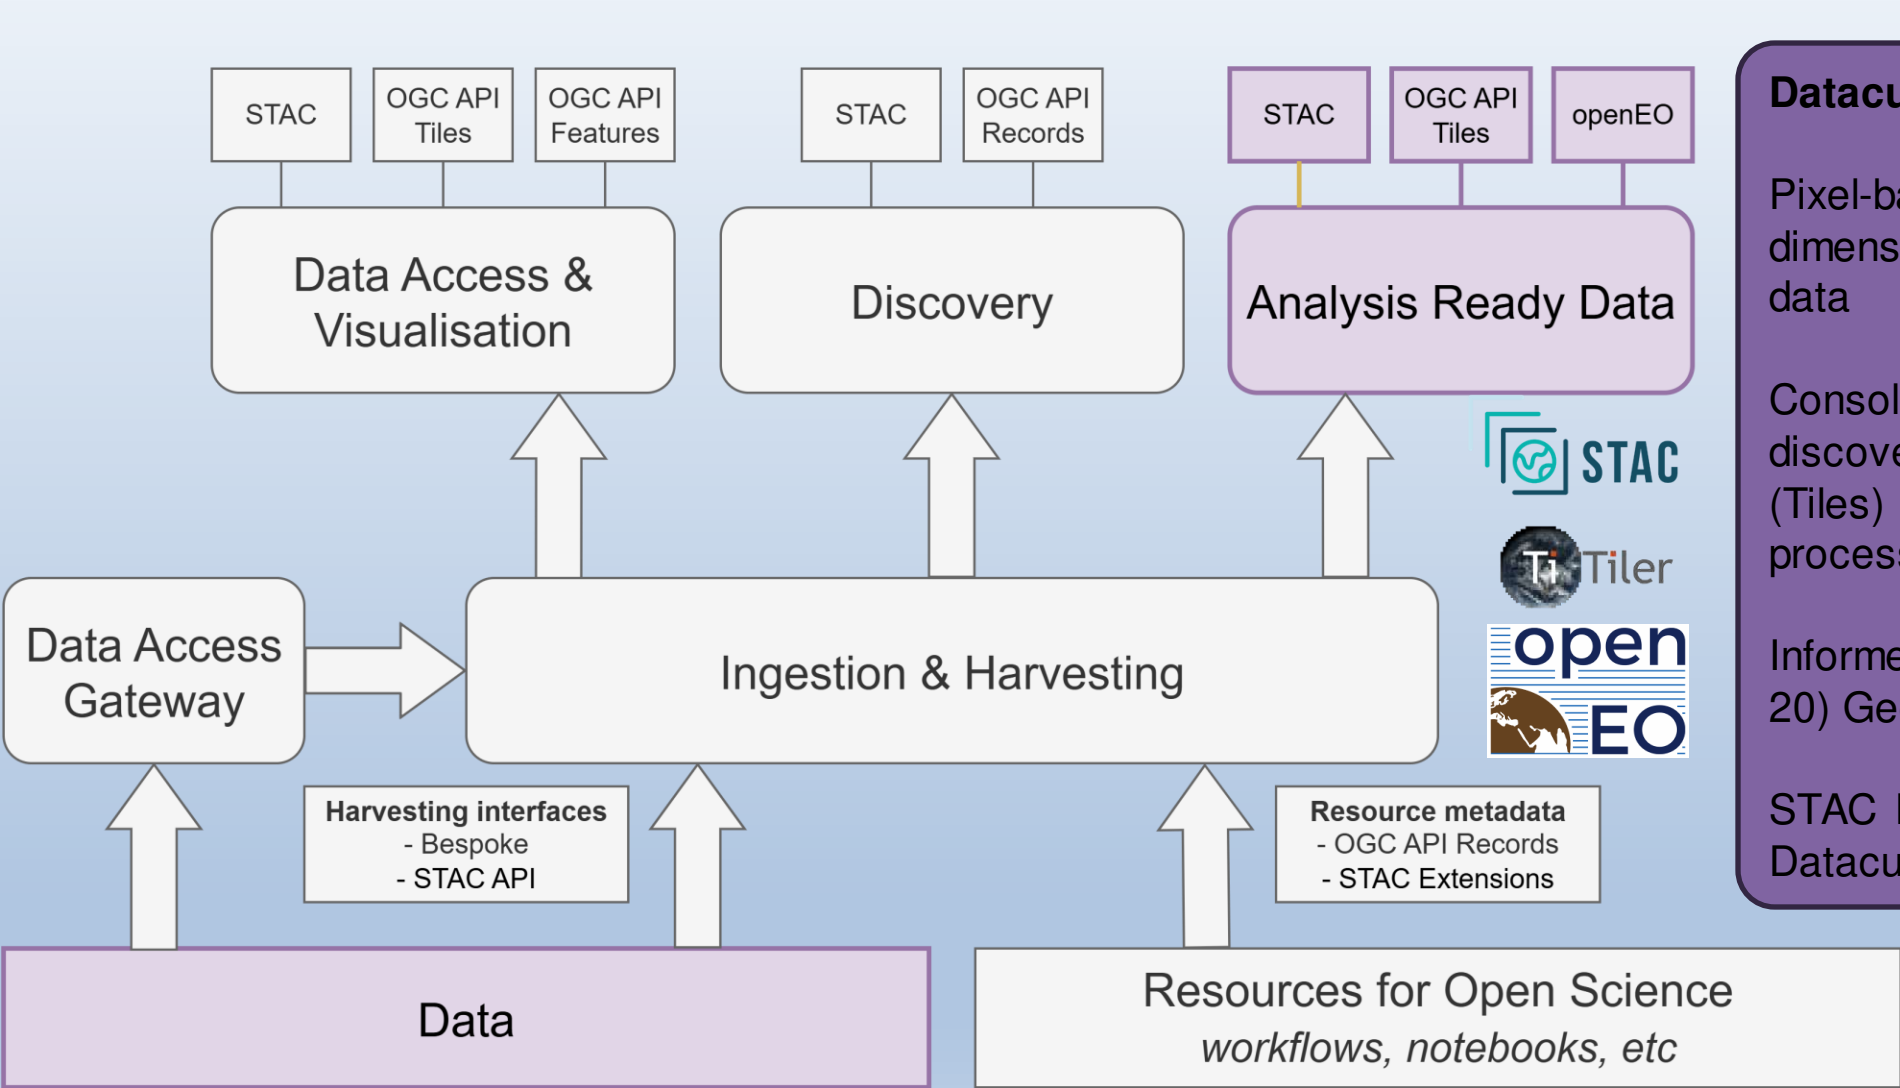 STAC
OGC API
Tiles
OGC API
Features
STAC
OGC API
Records
STAC
OGC API
Tiles
openEO
Data Access &
Visualisation
Discovery
Analysis Ready Data
STAC
TiTiler
open
EO
Data Access
Gateway
Ingestion & Harvesting
Harvesting interfaces
- Bespoke
- STAC API
Resource metadata
- OGC API Records
- STAC Extensions
Data
Resources for Open Science
workflows, notebooks, etc
data
(Tiles)
20)
STAC